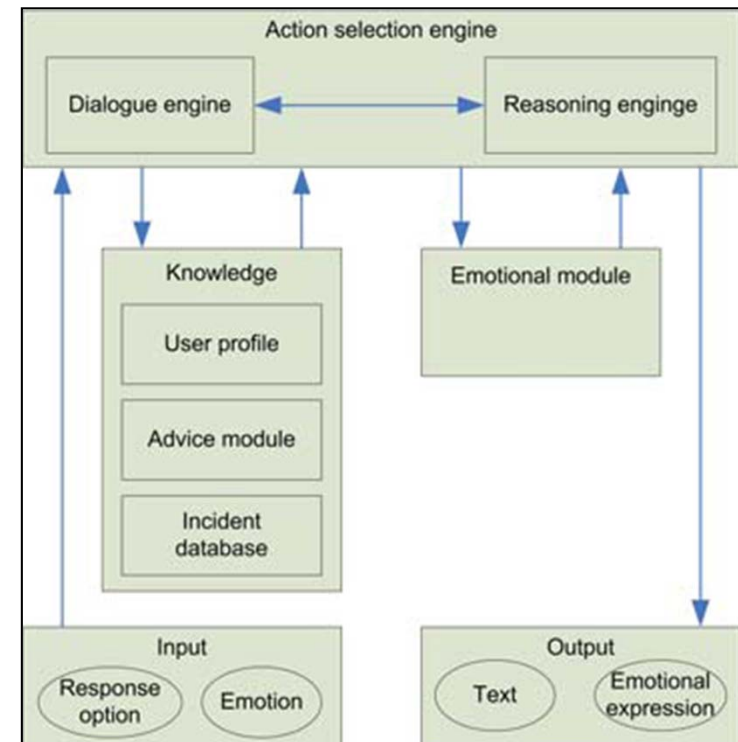 Action selection engine
Dialogue engine
Reasoning enginge
Knowledge
User profile
Advice module
Incident
database
Emotional module
Input
Response
option
Emotion
Output
Text
Emotional
expression